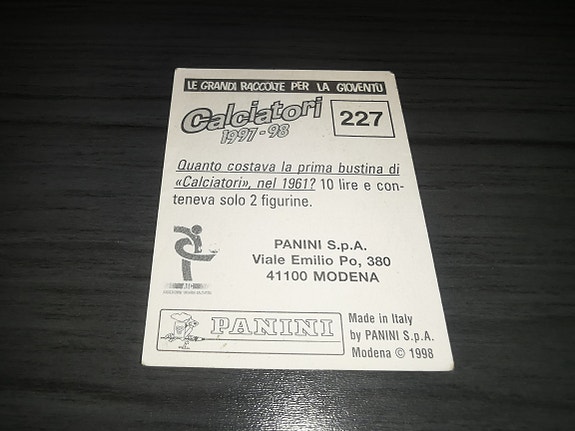 LE GRANDI RACCOLTE PER LA GIOVENTÙ
Calciatori
1997-98
227
Quanto costava la prima bustina di
«Calciatori», nel 1961? 10 lire e con-
teneva solo 2 figurine.
PANINI S.p.A.
Viale Emilio Po, 380
41100 MODENA
PANINI
Made in Italy
by PANINI S.p.A.
Modena © 1998